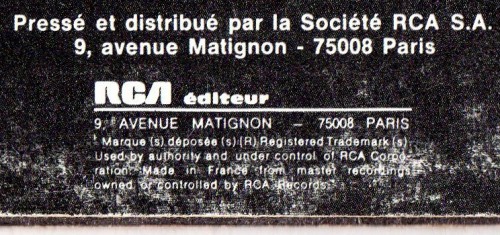 Pressé et distribué par la Société RCA S.A.
9, avenue Matignon - 75008 Paris
RCA éditeur
9, AVENUE MATIGNON — 75008 PARIS
Marque (s) déposée (s) (R) Registered Trademark (s)
Used by authority and under control of RCA Corpo-
ration. Made in France from master recordings
owned or controlled by RCA Records.